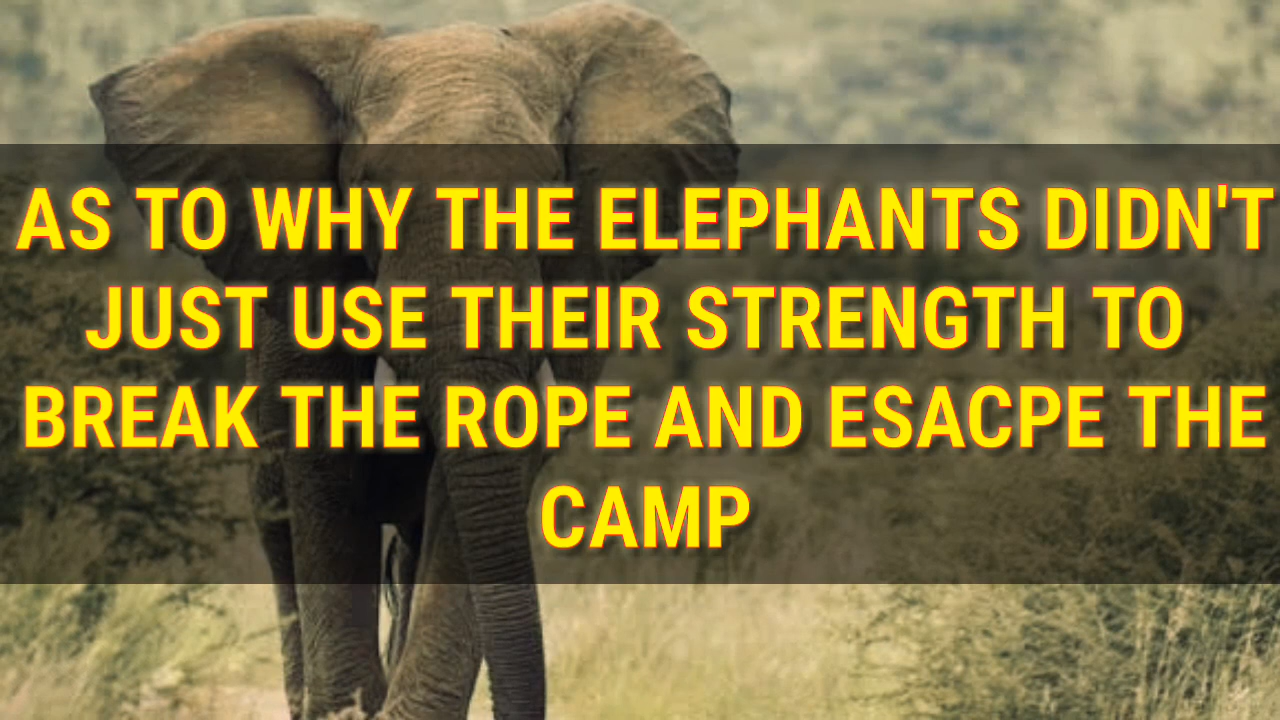 AS TO WHY THE ELEPHANTS DIDN'T
JUST USE THEIR STRENGTH TO
BREAK THE ROPE AND ESACPE THE
CAMP